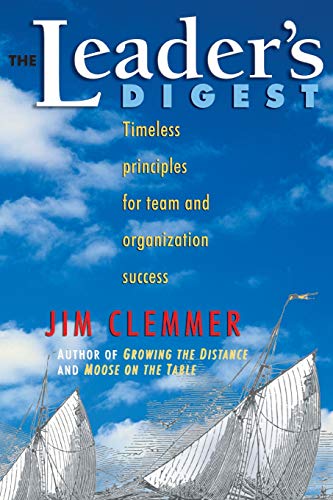 THE Leader's
DIGEST
Timeless
principles
for team and
organization
success
JIM CLEMMER
AUTHOR OF GROWING THE DISTANCE
AND MOOSE ON THE TABLE